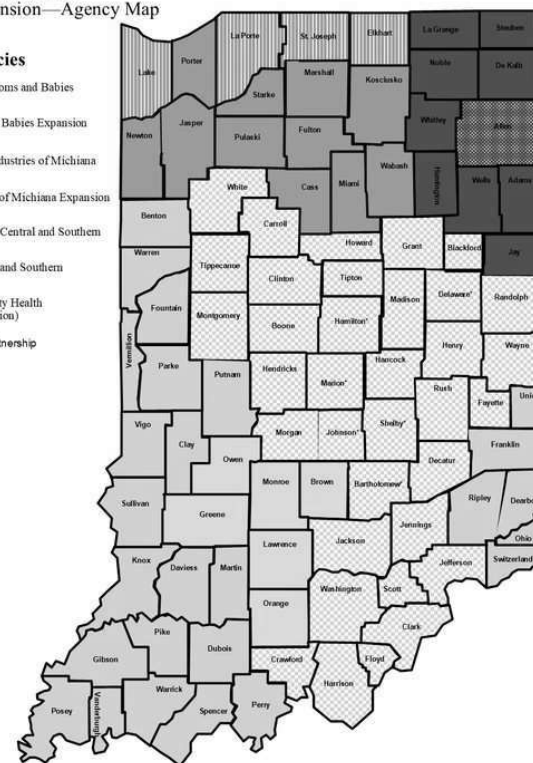 nsion—Agency Map
cies
oms and Babies
Babies Expansion
dustries of Michiana
of Michiana Expansion
Central and Southern
and Southern
ty Health
ion)
tnership
La Porte
St. Joseph
Elkhart
La Grange
Steuben
Lake
Porter
Noble
De Kalb
Marshall
Kosciusko
Starke
Whitley
Allen
Newton
Jasper
Pulaski
Fulton
Wabash
Huntington
Wells
Adams
White
Cass
Miami
Benton
Carroll
Howard
Grant
Blackford
Jay
Warren
Tippecanoe
Clinton
Tipton
Madison
Delaware*
Randolph
Fountain
Montgomery
Boone
Hamilton*
Vermillion
Henry
Wayne
Parke
Putnam
Hendricks
Marion*
Hancock
Rush
Fayette
Uni
Vigo
Clay
Morgan
Johnson*
Shelby*
Franklin
Owen
Decatur
Sullivan
Monroe
Brown
Bartholomew*
Ripley
Dearbo
Greene
Jennings
Ohio
Lawrence
Jackson
Knox
Daviess
Martin
Jefferson
Switzerland
Washington
Scott
Orange
Clark
Pike
Dubois
Gibson
Crawford
Floyd
Harrison
Posey
Vanderburgh
Warrick
Spencer
Perry